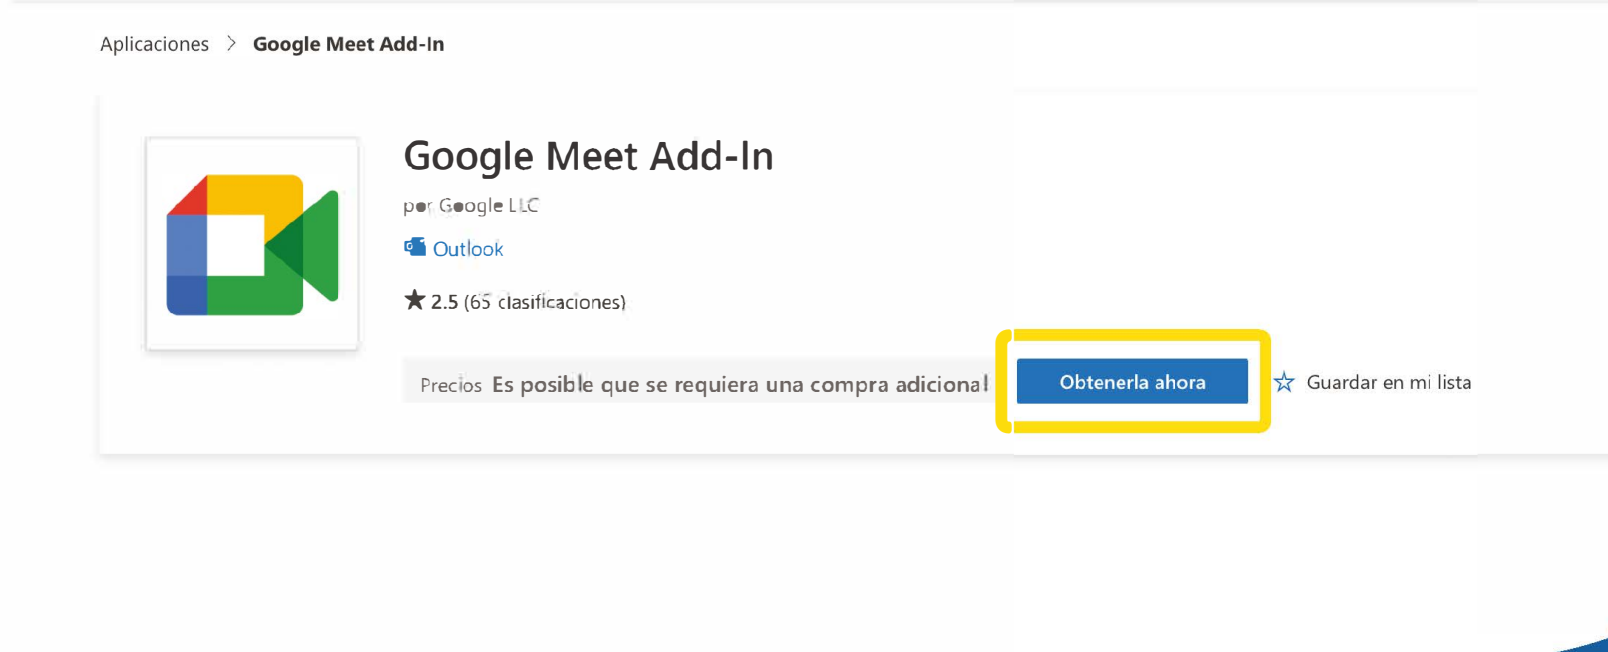 Aplicaciones > Google Meet Add-In
Google Meet Add-In
por Google LLC
Outlook
2.5 (65 clasificaciones)
Precios Es posible que se requiera una compra adicional
Obtenerla ahora
Guardar en mi lista